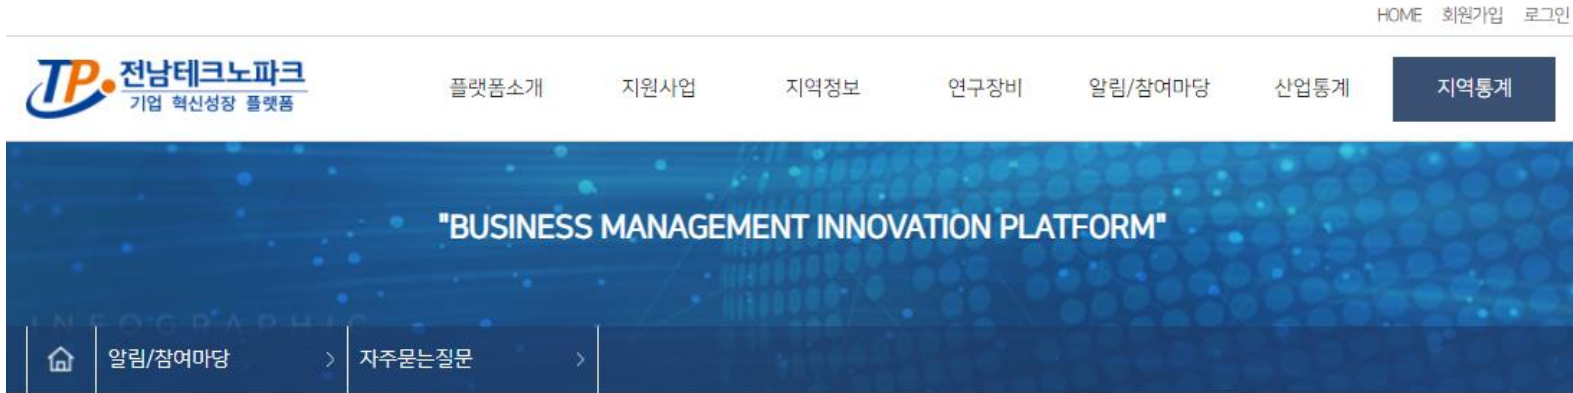 HOME 회원가입 로그인
TP 전남테크노파크
기업 혁신성장 플랫폼
플랫폼소개 지원사업 지역정보 연구장비 알림/참여마당 산업통계 지역통계
"BUSINESS MANAGEMENT INNOVATION PLATFORM"
INFOGRAPHIC
알림/참여마당 > 자주묻는질문 >